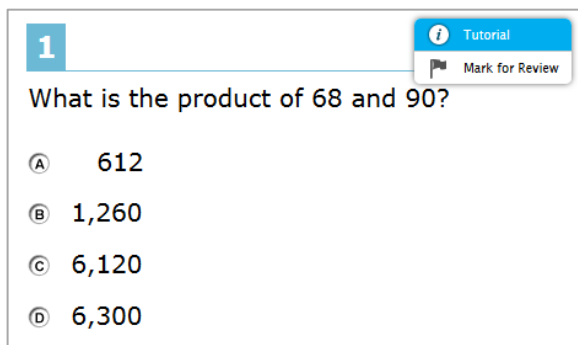 1
Tutorial
Mark for Review
What is the product of 68 and 90?
A 612
B 1,260
C 6,120
D 6,300